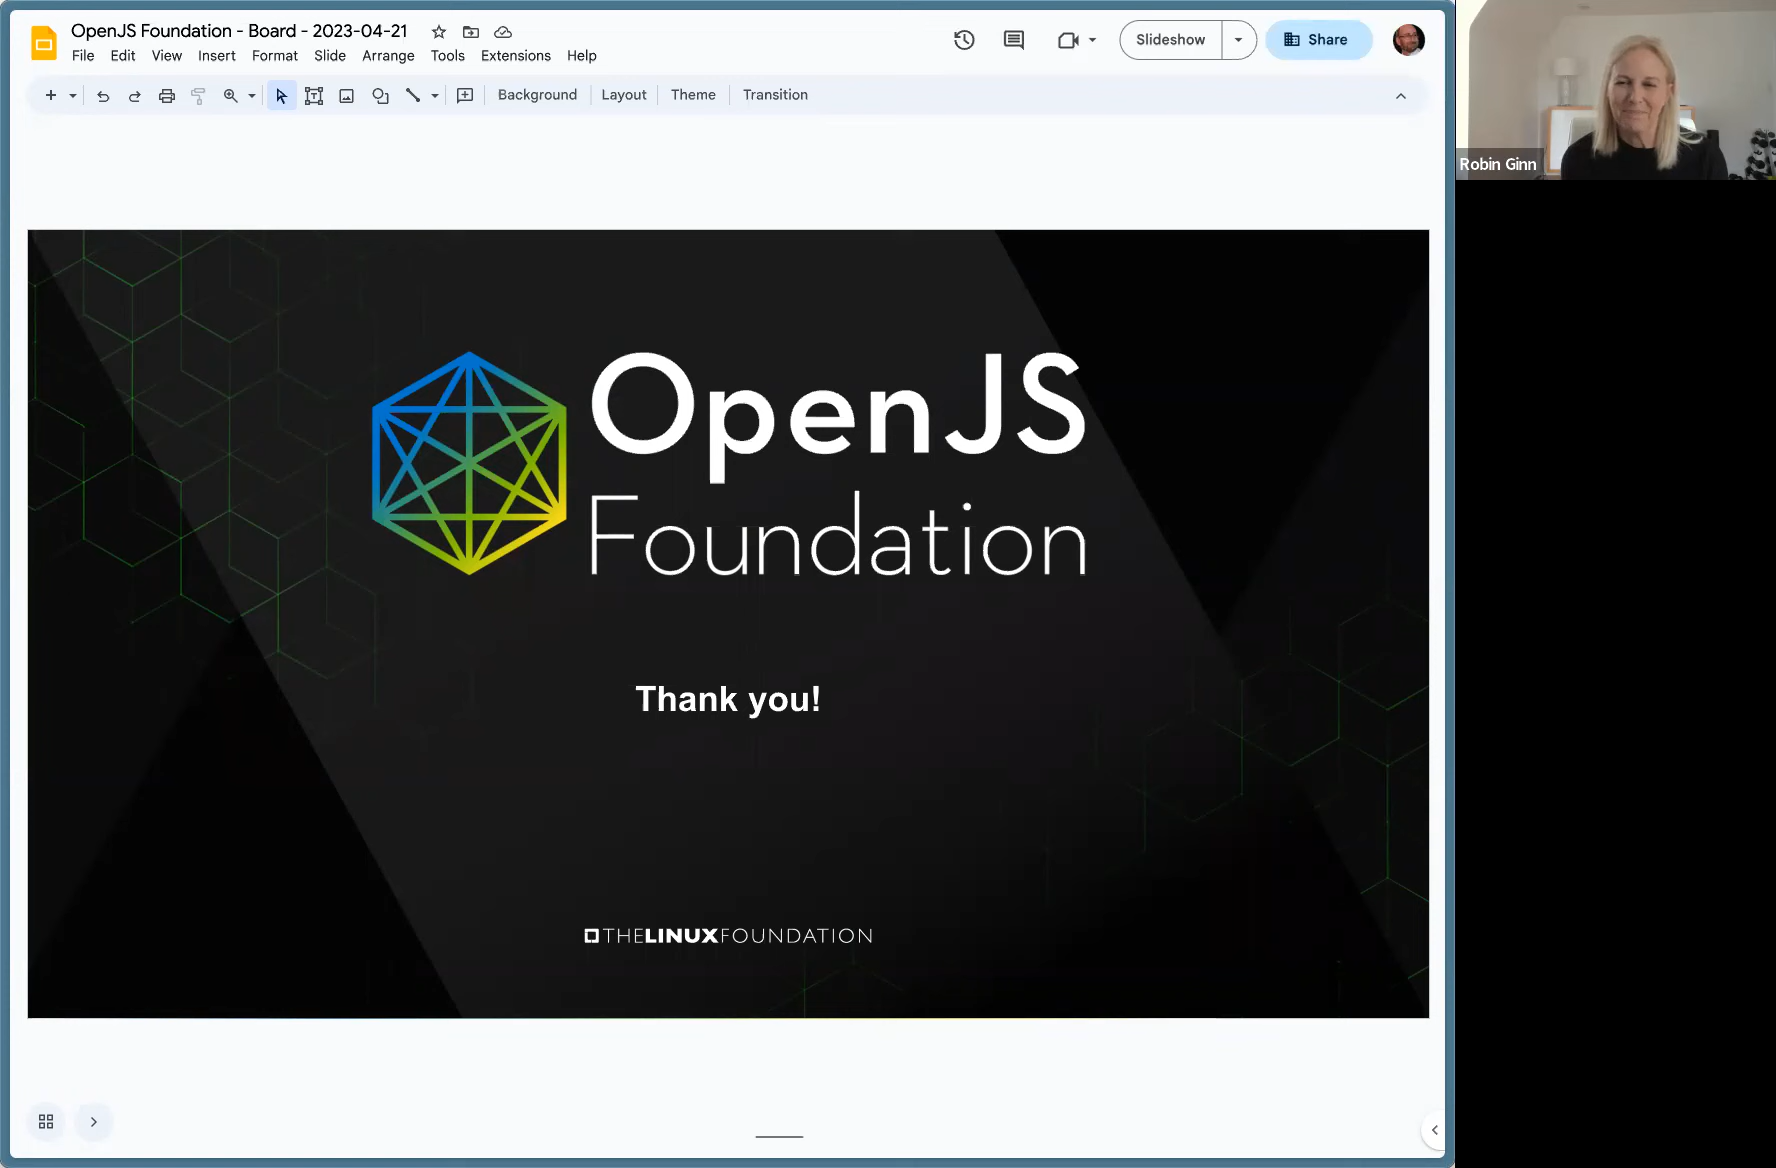 OpenJS Foundation - Board - 2023-04-21
File Edit View Insert Format Slide Arrange Tools Extensions Help
Slideshow
Share
Background Layout Theme Transition
Robin Ginn
OpenJS
Foundation
Thank you!
THELINUXFOUNDATION